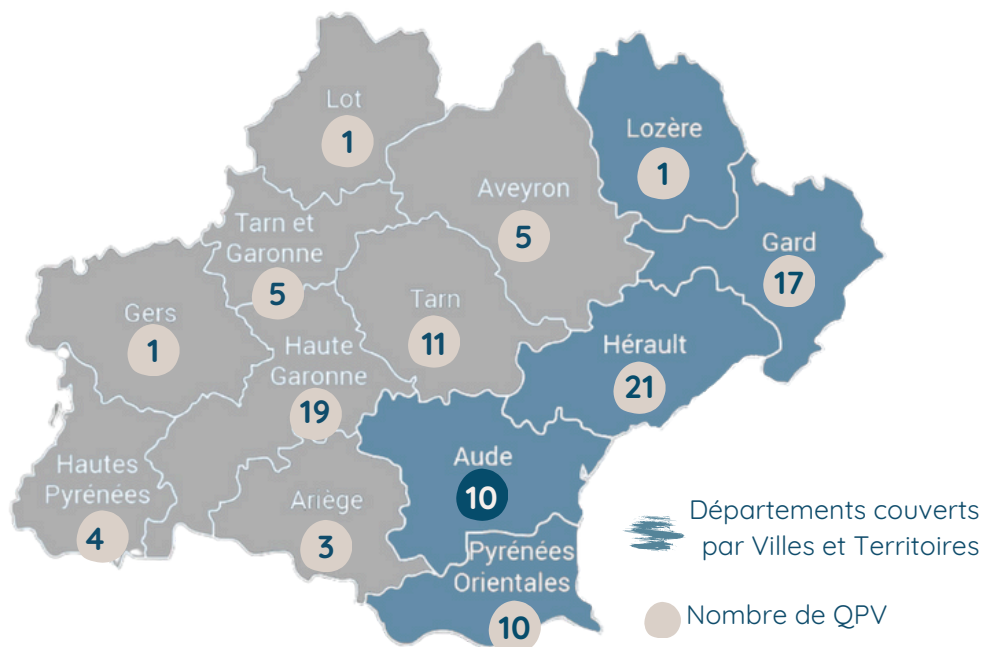 Lot
1
Lozère
1
Aveyron
5
Tarn et
Garonne
5
Gard
17
Gers
1
Tarn
11
Haute
Garonne
19
Hérault
21
Hautes
Pyrénées
4
Ariège
3
Aude
10
Pyrénées
Orientales
10
Départements couverts
par Villes et Territoires
Nombre de QPV